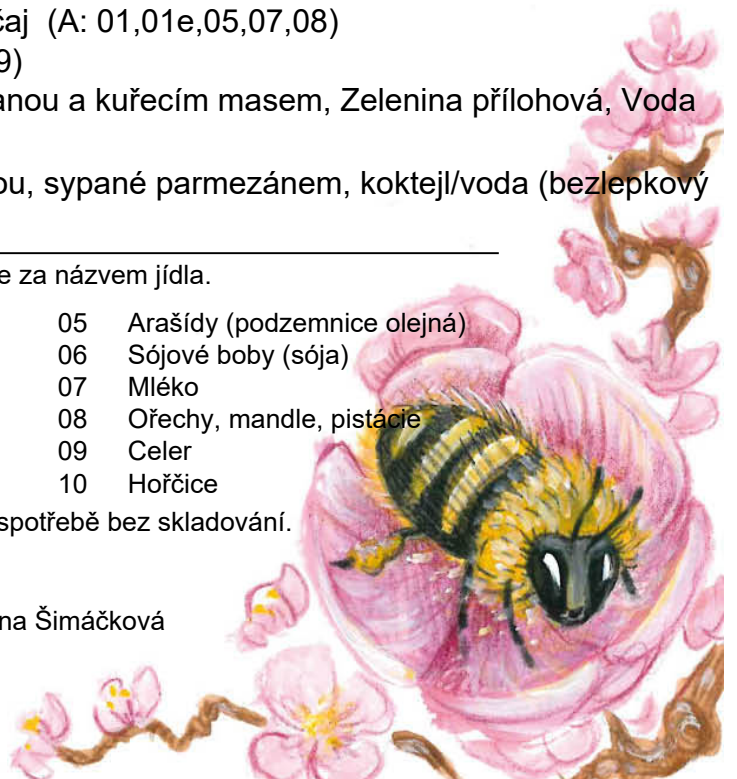 čaj (A: 01,01e,05,07,08)
9)
anou a kuřecím masem, Zelenina přílohová, Voda
ou, sypané parmezánem, koktejl/voda (bezlepkový
e za názvem jídla.
05 Arašídy (podzemnice olejná)
06 Sójové boby (sója)
07 Mléko
08 Ořechy, mandle, pistácie
09 Celer
10 Hořčice
spotřebě bez skladování.
na Šimáčková